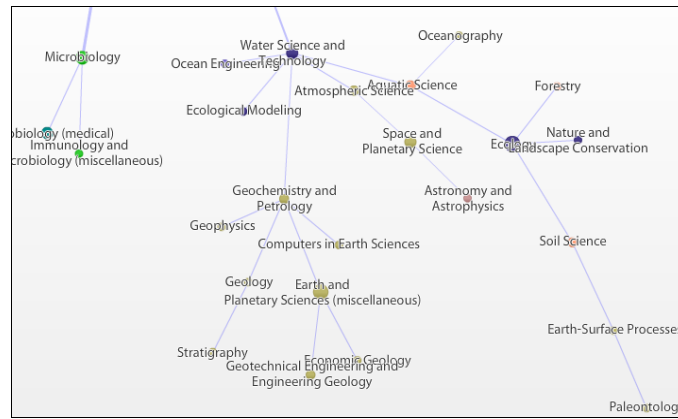 Oceanography
Water Science and
Technology
Microbiology
Ocean Engineering
Aquatic Science
Atmospheric Science
Forestry
Ecological Modeling
obiology (medical)
Immunology and
crobiology (miscellaneous)
Space and
Planetary Science
Ecology
Nature and
Landscape Conservation
Geochemistry and
Petrology
Astronomy and
Astrophysics
Geophysics
Computers in Earth Sciences
Soil Science
Geology
Earth and
Planetary Sciences (miscellaneous)
Earth-Surface Processes
Stratigraphy
Economic Geology
Geotechnical Engineering and
Engineering Geology
Paleontolog